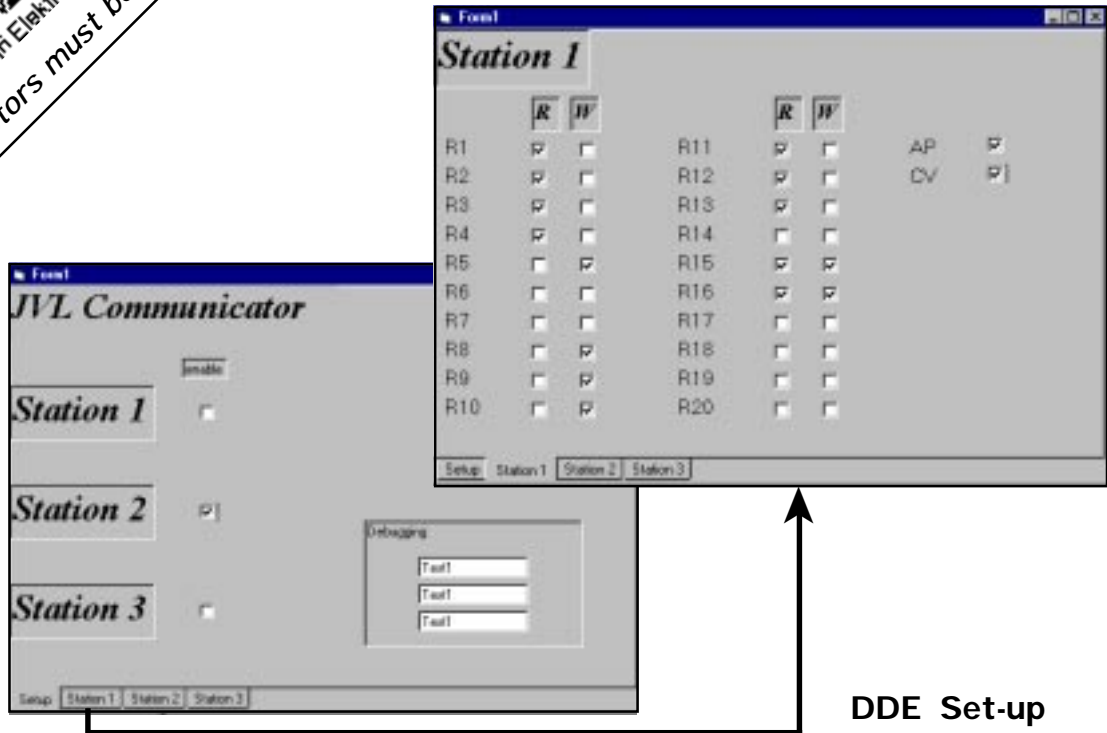 tors must b
Form1
Station 1
R W R W
R1 R11 AP
R2 R12 CV
R3 R13
R4 R14
R5 R15
R6 R16
R7 R17
R8 R18
R9 R19
R10 R20
Setup Station 1 Station 2 Station 3
Form1
JVL Communicator
enable
Station 1
Station 2
Debugging
Text1
Text1
Text1
Station 3
Setup Station 1 Station 2 Station 3
DDE Set-up